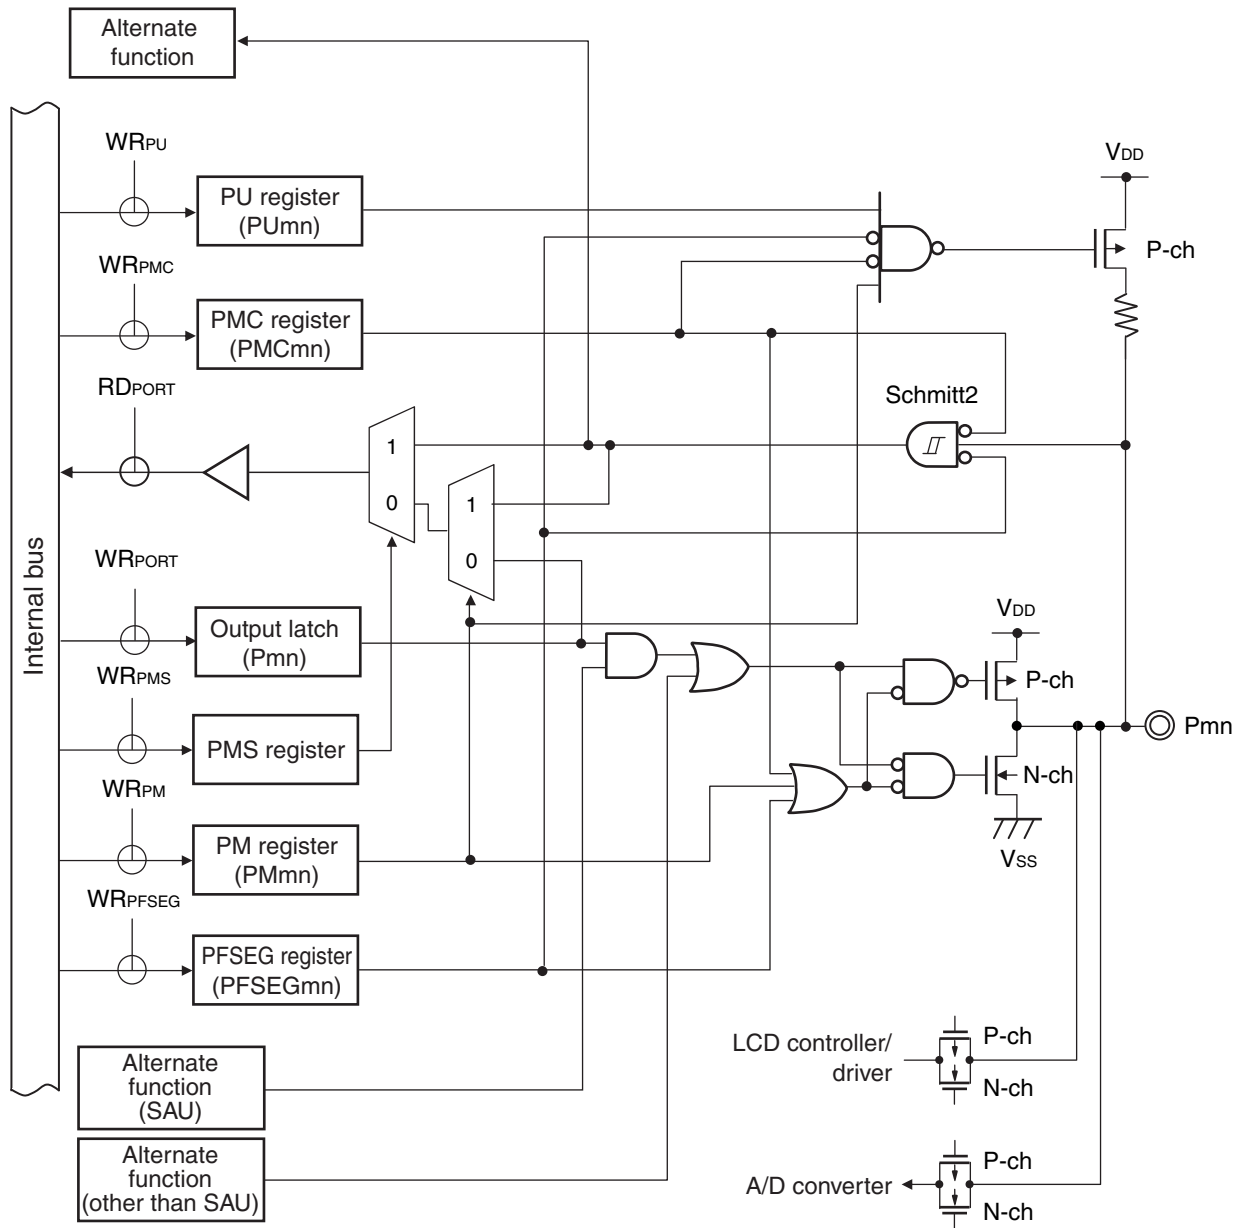 Alternate
function
WRPU
PU register
(PUmn)
VDD
P-ch
WRPMC
PMC register
(PMCmn)
RDPORT
Schmitt2
1
0
1
0
Internal bus
WRPORT
Output latch
(Pmn)
VDD
P-ch
Pmn
WRPMS
PMS register
N-ch
WRPM
PM register
(PMmn)
VSS
WRPFSEG
PFSEG register
(PFSEGmn)
Alternate
function
(SAU)
LCD controller/
driver
P-ch
N-ch
Alternate
function
(other than SAU)
A/D converter
P-ch
N-ch